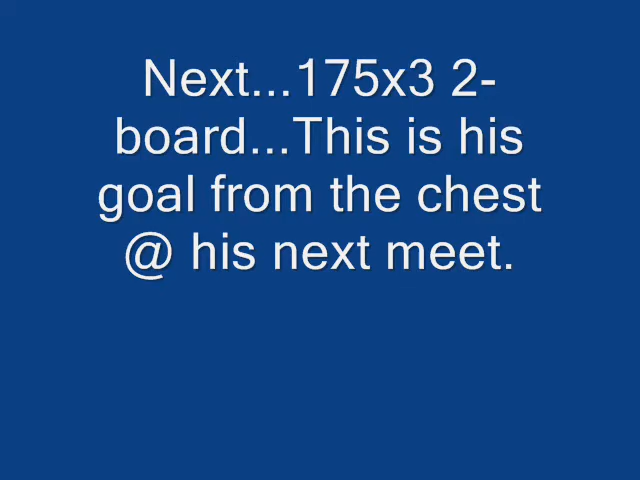 Next...175x3 2-
board...This is his
goal from the chest
@ his next meet.